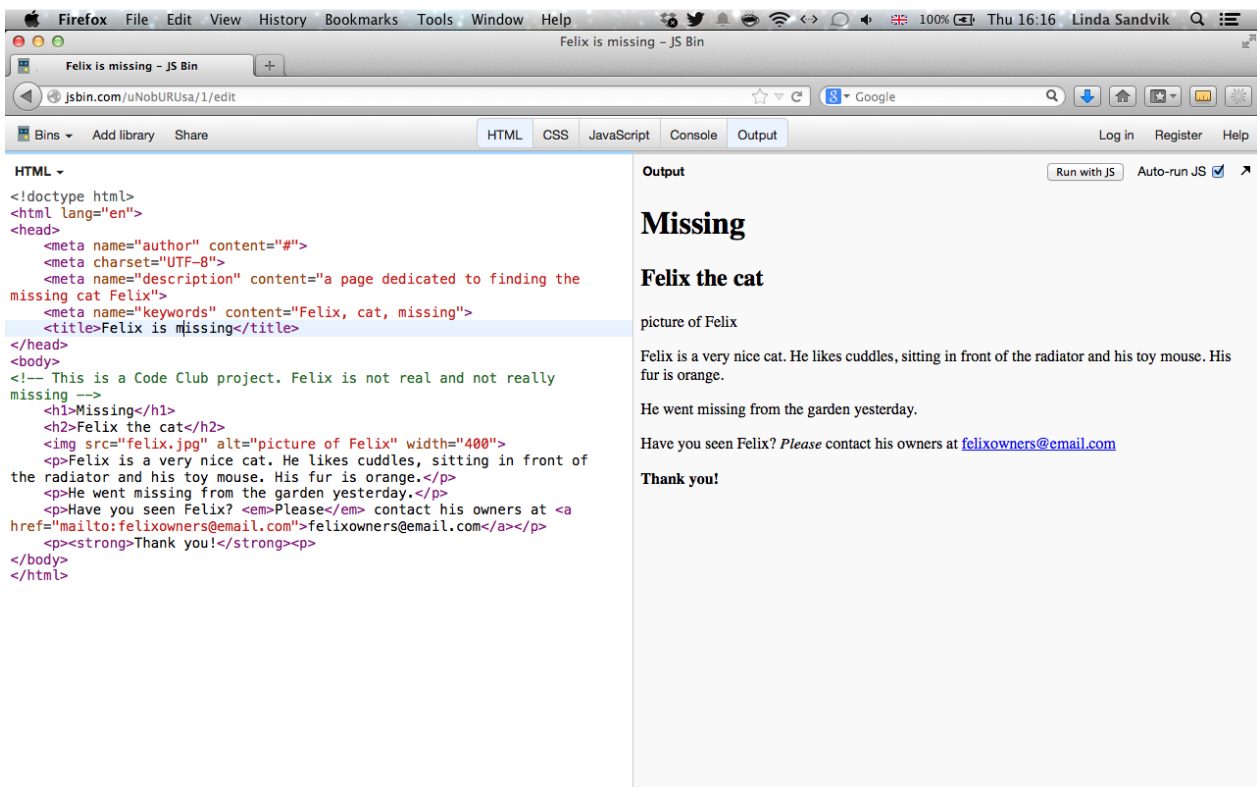 Firefox File Edit View History Bookmarks Tools Window Help 100% Thu 16:16 Linda Sandvik
Felix is missing – JS Bin
Felix is missing – JS Bin +
jsbin.com/uNobURUsa/1/edit 8 Google
Bins Add library Share HTML CSS JavaScript Console Output Log in Register Help
HTML
<!doctype html>
<html lang="en">
<head>
    <meta name="author" content="#">
    <meta charset="UTF-8">
    <meta name="description" content="a page dedicated to finding the
missing cat Felix">
    <meta name="keywords" content="Felix, cat, missing">
    <title>Felix is missing</title>
</head>
<body>
<!-- This is a Code Club project. Felix is not real and not really
missing -->
    <h1>Missing</h1>
    <h2>Felix the cat</h2>
    <img src="felix.jpg" alt="picture of Felix" width="400">
    <p>Felix is a very nice cat. He likes cuddles, sitting in front of
the radiator and his toy mouse. His fur is orange.</p>
    <p>He went missing from the garden yesterday.</p>
    <p>Have you seen Felix? <em>Please</em> contact his owners at <a
href="mailto:felixowners@email.com">felixowners@email.com</a></p>
    <p><strong>Thank you!</strong><p>
</body>
</html>
Output Run with JS Auto-run JS
Missing
Felix the cat
picture of Felix
Felix is a very nice cat. He likes cuddles, sitting in front of the radiator and his toy mouse. His
fur is orange.
He went missing from the garden yesterday.
Have you seen Felix? Please contact his owners at felixowners@email.com
Thank you!